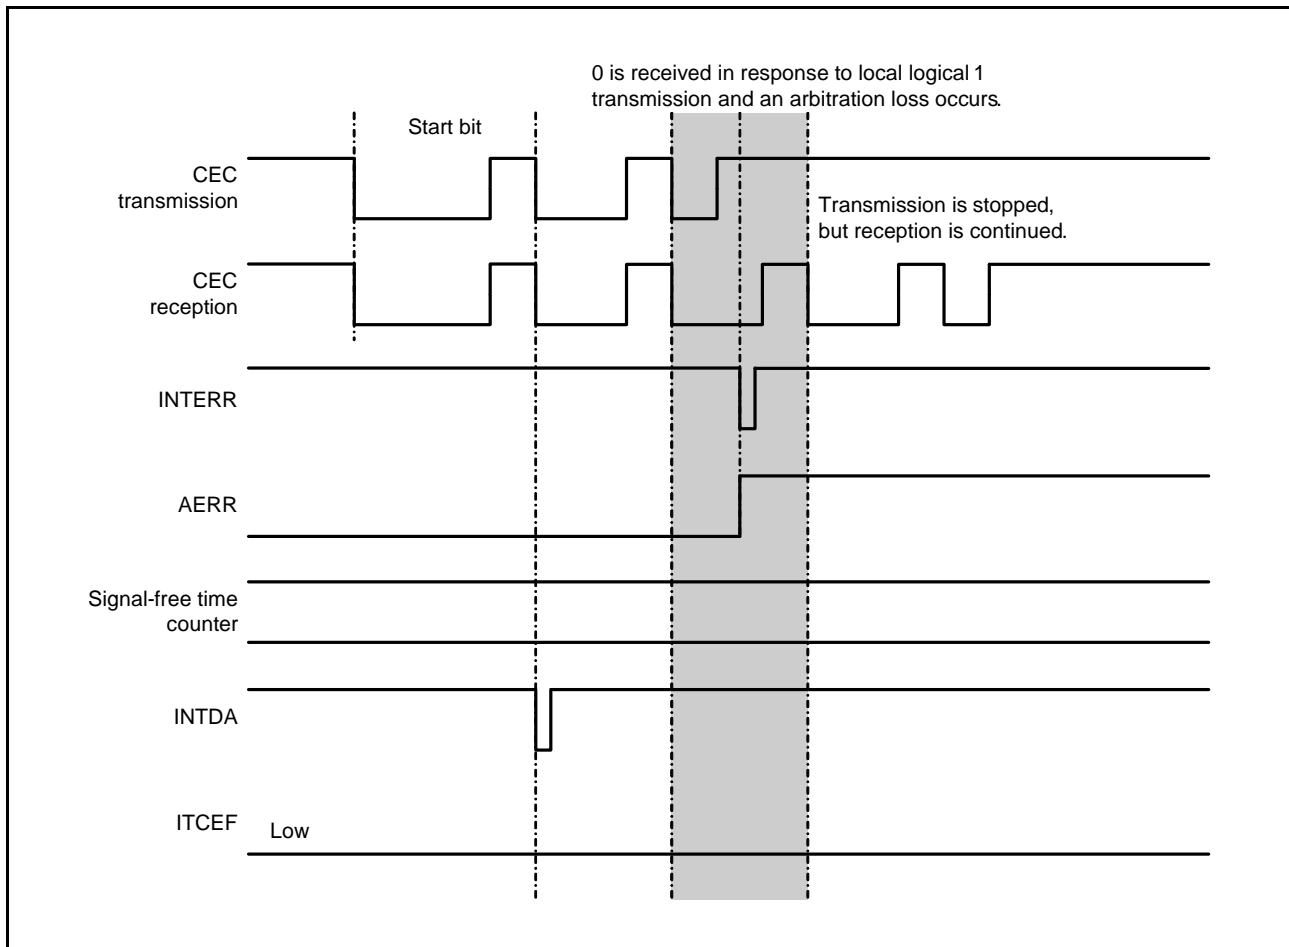 0 is received in response to local logical 1
transmission and an arbitration loss occurs.
Start bit
CEC
transmission
Transmission is stopped,
but reception is continued.
CEC
reception
INTERR
AERR
Signal-free time
counter
INTDA
ITCEF
Low